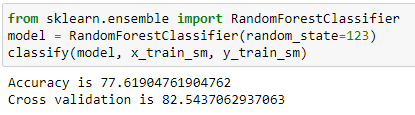 from sklearn.ensemble import RandomForestClassifier
model = RandomForestClassifier(random_state=123)
classify(model, x_train_sm, y_train_sm)
Accuracy is 77.61904761904762
Cross validation is 82.5437062937063